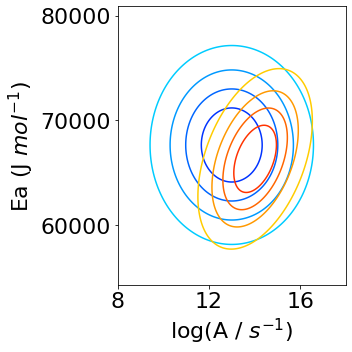 80000
70000
60000
Ea (J mol⁻¹)
8 12 16
log(A / s⁻¹)